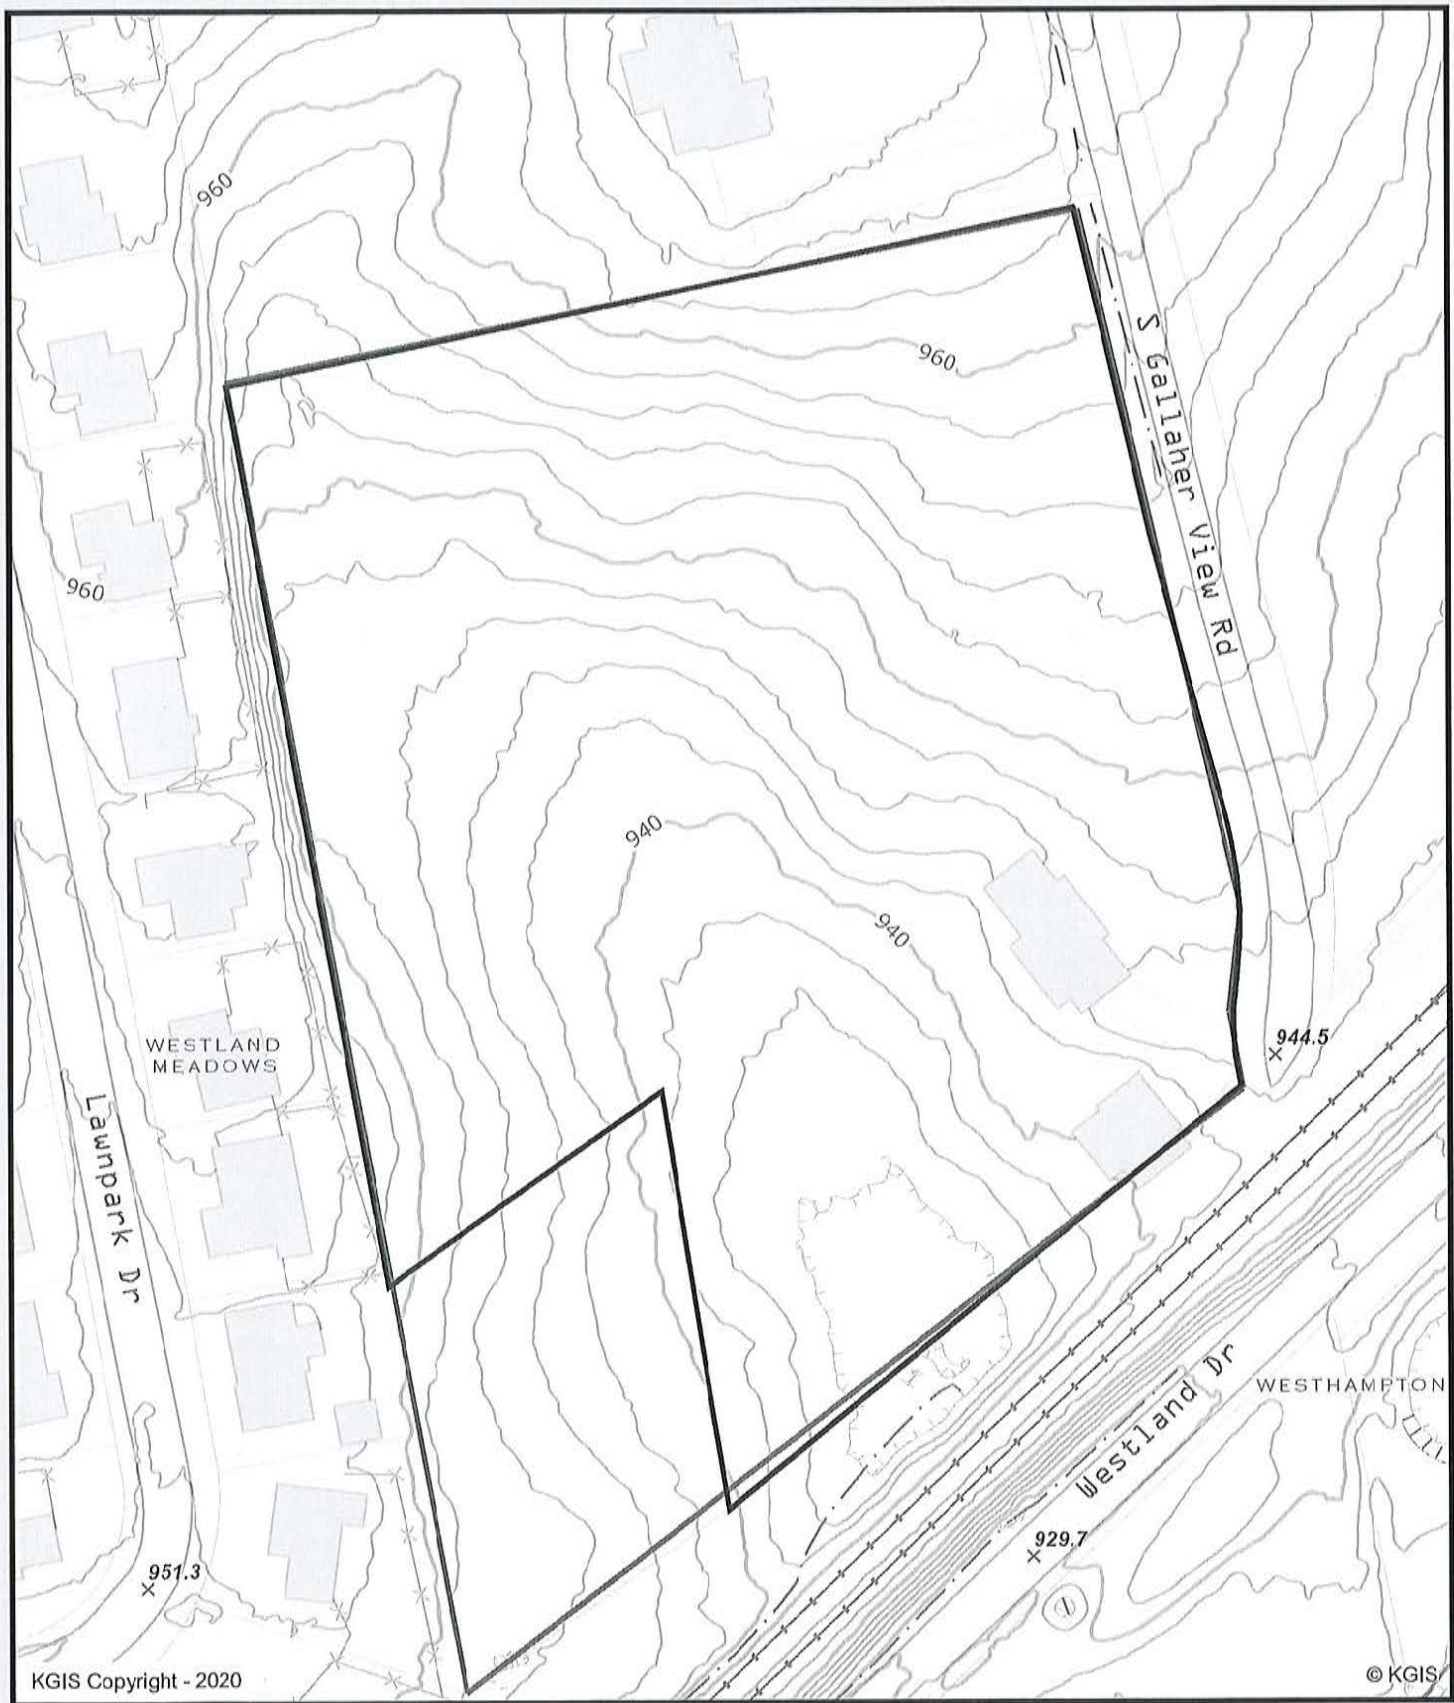 960
960
S Gallaher View Rd
960
940
940
944.5
WESTLAND
MEADOWS
Lawnpark Dr
Westland Dr
WESTHAMPTON
929.7
951.3
KGIS Copyright - 2020
© KGIS